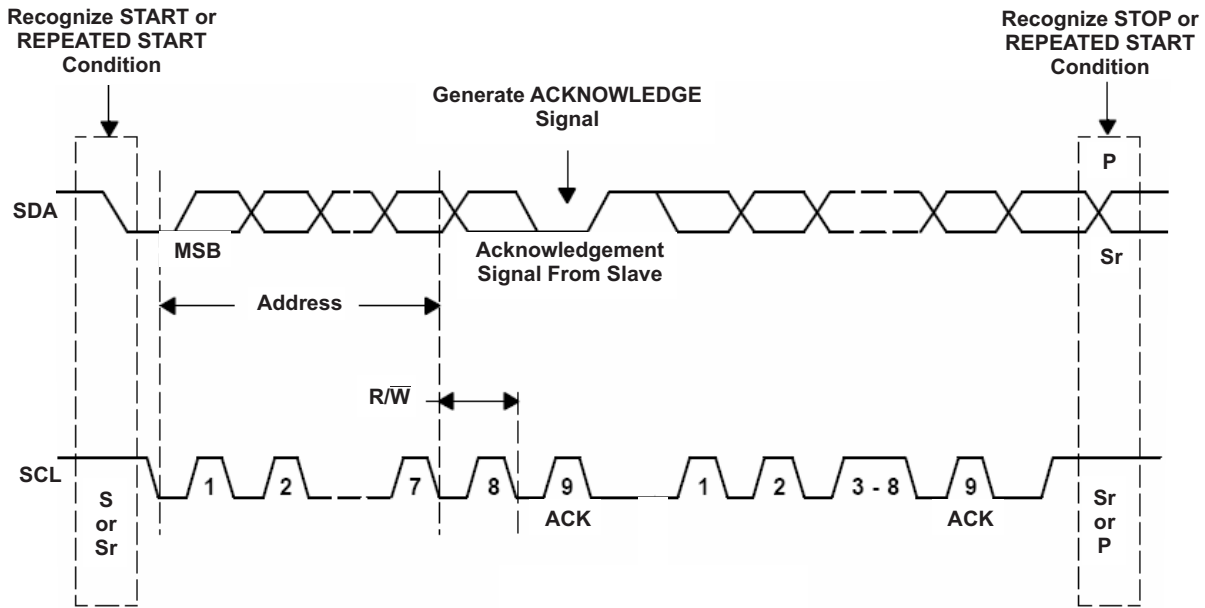 Recognize START or
REPEATED START
Condition
Recognize STOP or
REPEATED START
Condition
Generate ACKNOWLEDGE
Signal
P
SDA
MSB
Acknowledgement
Signal From Slave
Sr
Address
R/W̅
SCL
1
2
7
8
9
1
2
3 - 8
9
ACK
ACK
S
or
Sr
Sr
or
P